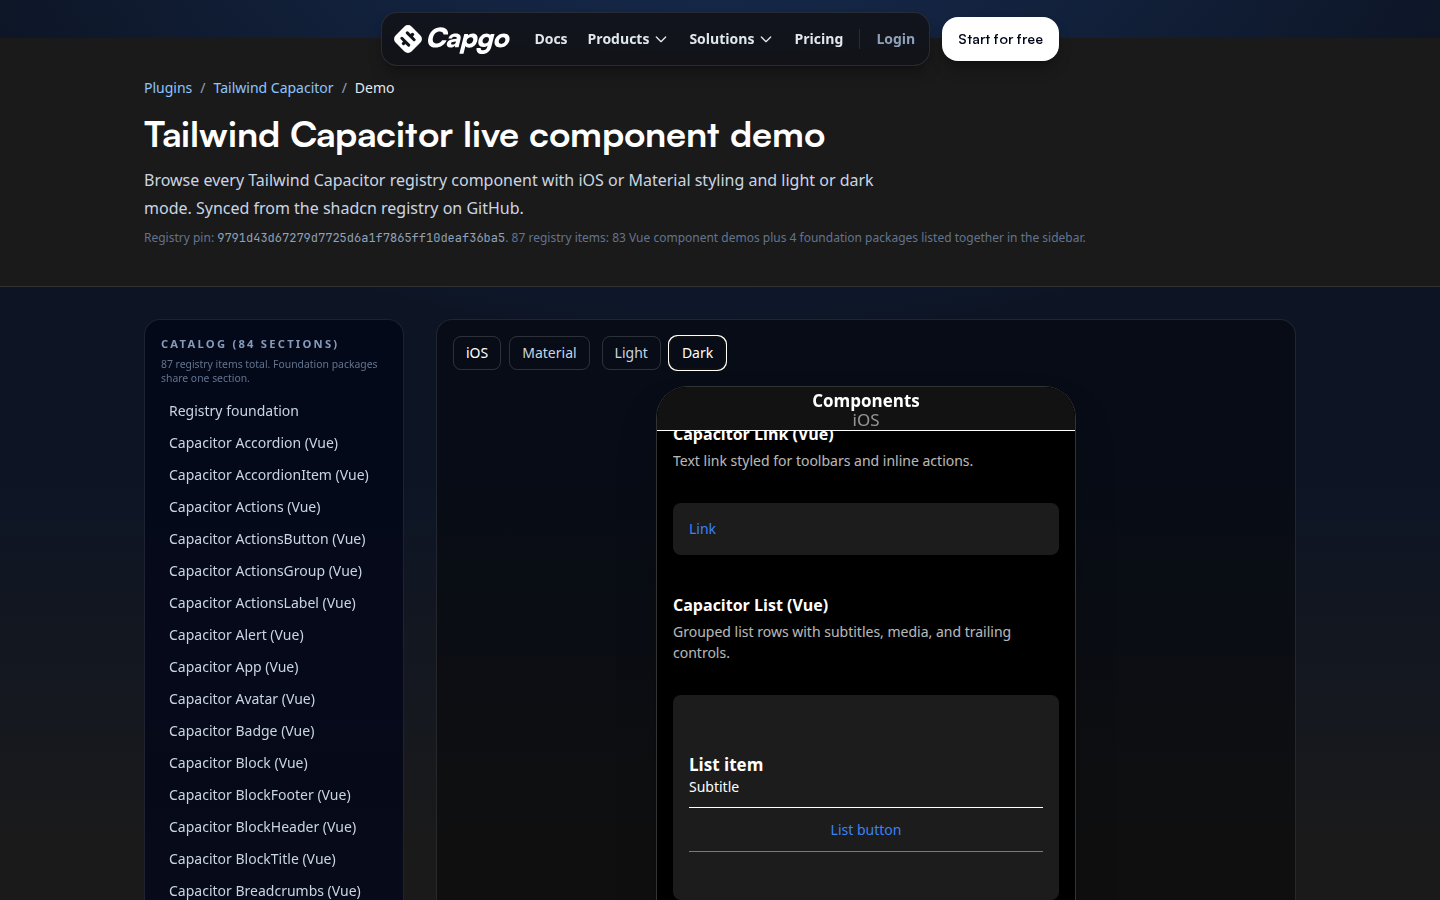 Capgo
Docs
Products
Solutions
Pricing
Login
Start for free
Plugins / Tailwind Capacitor / Demo
Tailwind Capacitor live component demo
Browse every Tailwind Capacitor registry component with iOS or Material styling and light or dark
mode. Synced from the shadcn registry on GitHub.
Registry pin: 9791d43d67279d7725d6a1f7865ff10deaf36ba5. 87 registry items: 83 Vue component demos plus 4 foundation packages listed together in the sidebar.
CATALOG (84 SECTIONS)
87 registry items total. Foundation packages
share one section.
Registry foundation
Capacitor Accordion (Vue)
Capacitor AccordionItem (Vue)
Capacitor Actions (Vue)
Capacitor ActionsButton (Vue)
Capacitor ActionsGroup (Vue)
Capacitor ActionsLabel (Vue)
Capacitor Alert (Vue)
Capacitor App (Vue)
Capacitor Avatar (Vue)
Capacitor Badge (Vue)
Capacitor Block (Vue)
Capacitor BlockFooter (Vue)
Capacitor BlockHeader (Vue)
Capacitor BlockTitle (Vue)
Capacitor Breadcrumbs (Vue)
iOS
Material
Light
Dark
Components
iOS
Capacitor Link (Vue)
Text link styled for toolbars and inline actions.
Link
Capacitor List (Vue)
Grouped list rows with subtitles, media, and trailing
controls.
List item
Subtitle
List button